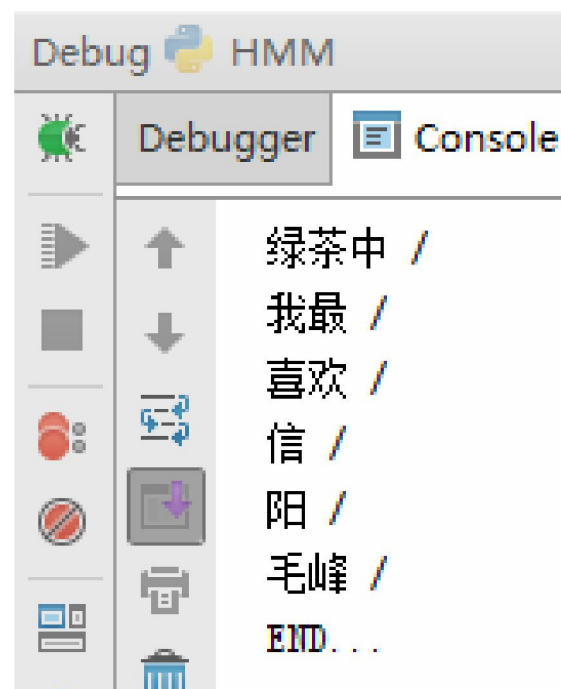 Debug HMM
Debugger Console
绿茶中 /
我最 /
喜欢 /
信 /
阳 /
毛峰 /
END...